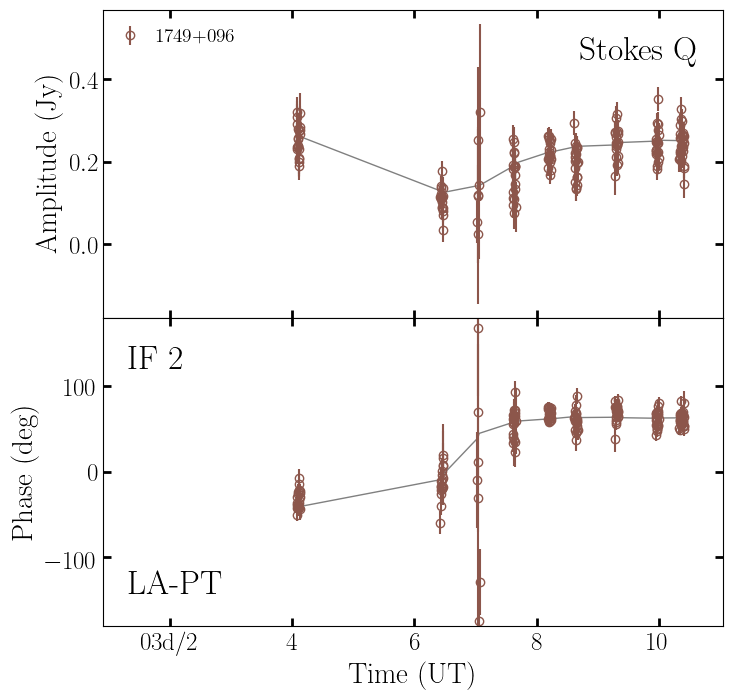 1749+096
Stokes Q
0.4
0.2
0.0
Amplitude (Jy)
IF 2
100
0
−100
Phase (deg)
LA-PT
03d/2 4 6 8 10
Time (UT)